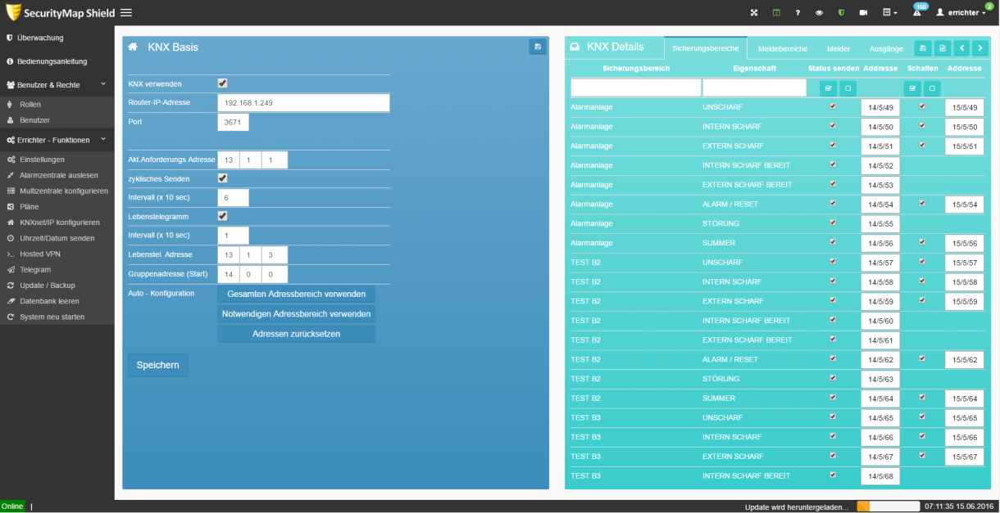 SecurityMap Shield
160
errichter
2
Überwachung
Bedienungsanleitung
Benutzer & Rechte
Rollen
Benutzer
Errichter - Funktionen
Einstellungen
Alarmzentrale auslesen
Multizentrale konfigurieren
Pläne
KNXnet/IP konfigurieren
Uhrzeit/Datum senden
Hosted VPN
Telegram
Update / Backup
Datenbank leeren
System neu starten
KNX Basis
KNX verwenden
Router-IP-Adresse 192.168.1.249
Port 3671
Akt.Anforderungs Adresse 13 1 1
zyklisches Senden
Intervall (x 10 sec) 6
Lebenstelegramm
Intervall (x 10 sec) 1
Lebenstel. Adresse 13 1 3
Gruppenadresse (Start) 14 0 0
Auto - Konfiguration Gesamten Adressbereich verwenden
Notwendigen Adressbereich verwenden
Adressen zurücksetzen
Speichern
KNX Details Sicherungsbereiche Meldebereiche Melder Ausgänge
Sicherungsbereich Eigenschaft Status senden Addresse Schalten Addresse
Alarmanlage UNSCHARF 14/5/49 15/5/49
Alarmanlage INTERN SCHARF 14/5/50 15/5/50
Alarmanlage EXTERN SCHARF 14/5/51 15/5/51
Alarmanlage INTERN SCHARF BEREIT 14/5/52
Alarmanlage EXTERN SCHARF BEREIT 14/5/53
Alarmanlage ALARM / RESET 14/5/54 15/5/54
Alarmanlage STÖRUNG 14/5/55
Alarmanlage SUMMER 14/5/56 15/5/56
TEST B2 UNSCHARF 14/5/57 15/5/57
TEST B2 INTERN SCHARF 14/5/58 15/5/58
TEST B2 EXTERN SCHARF 14/5/59 15/5/59
TEST B2 INTERN SCHARF BEREIT 14/5/60
TEST B2 EXTERN SCHARF BEREIT 14/5/61
TEST B2 ALARM / RESET 14/5/62 15/5/62
TEST B2 STÖRUNG 14/5/63
TEST B2 SUMMER 14/5/64 15/5/64
TEST B3 UNSCHARF 14/5/65 15/5/65
TEST B3 INTERN SCHARF 14/5/66 15/5/66
TEST B3 EXTERN SCHARF 14/5/67 15/5/67
TEST B3 INTERN SCHARF BEREIT 14/5/68
Online | Update wird heruntergeladen... 07:11:35 15.06.2016